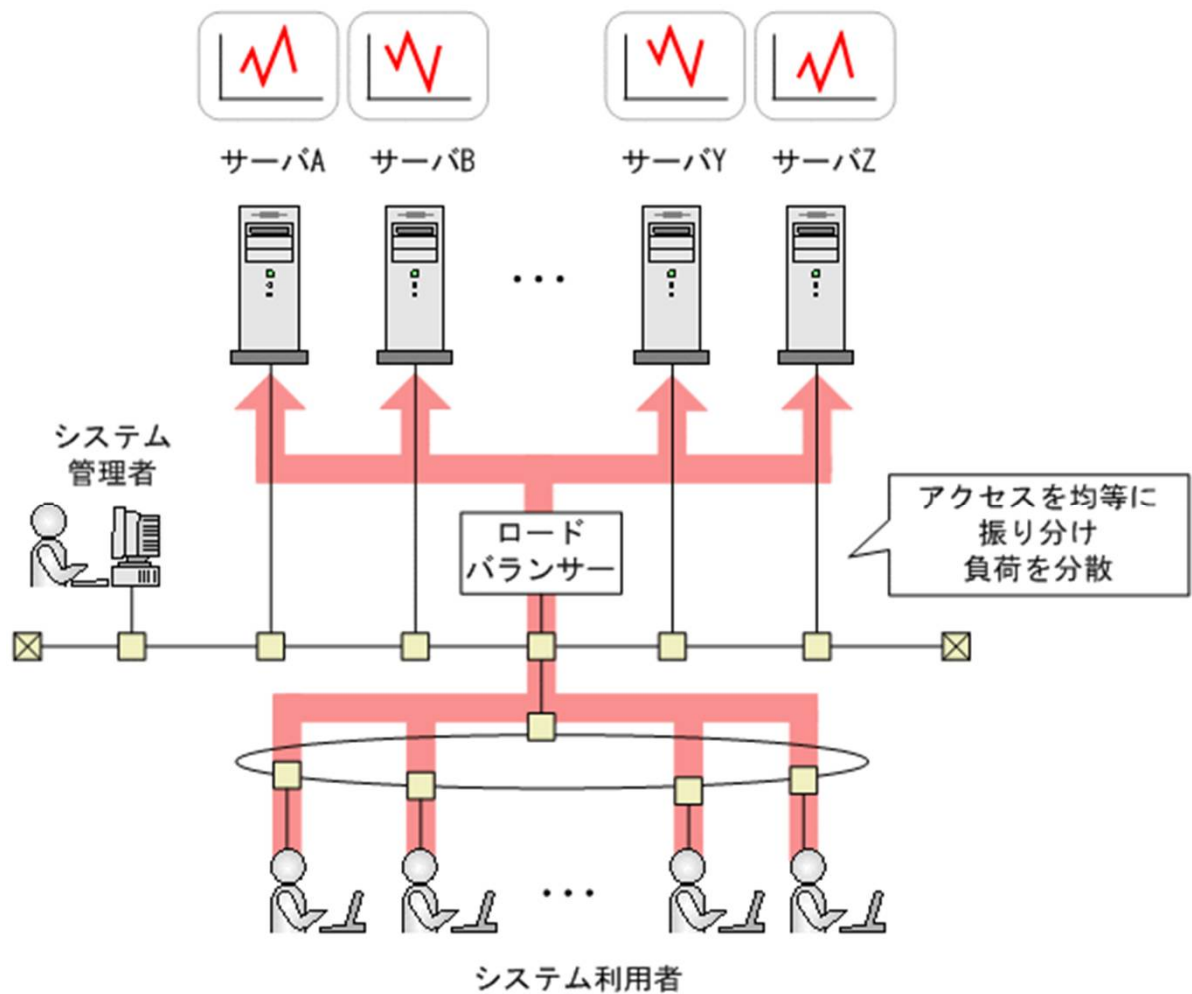 サーバA
サーバB
サーバY
サーバZ
・・・
システム
管理者
ロード
バランサー
アクセスを均等に
振り分け
負荷を分散
・・・
システム利用者